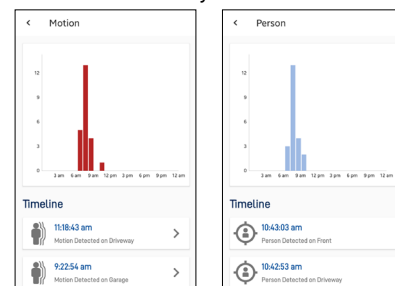 Motion
12
9
6
3
0
3 am 6 am 9 am 12 pm 3 pm 6 pm 9 pm 12 am
Timeline
11:18:43 am
Motion Detected on Driveway
9:22:54 am
Motion Detected on Garage
Person
12
9
6
3
0
3 am 6 am 9 am 12 pm 3 pm 6 pm 9 pm 12 am
Timeline
10:43:03 am
Person Detected on Front
10:42:53 am
Person Detected on Driveway